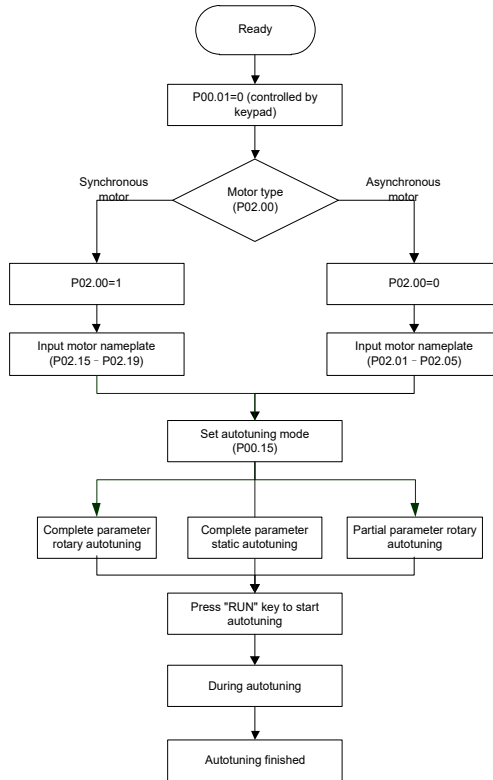 Ready
P00.01=0 (controlled by
keypad)
Synchronous
motor
Motor type
(P02.00)
Asynchronous
motor
P02.00=1
P02.00=0
Input motor nameplate
(P02.15－P02.19)
Input motor nameplate
(P02.01－P02.05)
Set autotuning mode
(P00.15)
Complete parameter
rotary autotuning
Complete parameter
static autotuning
Partial parameter rotary
autotuning
Press "RUN" key to start
autotuning
During autotuning
Autotuning finished